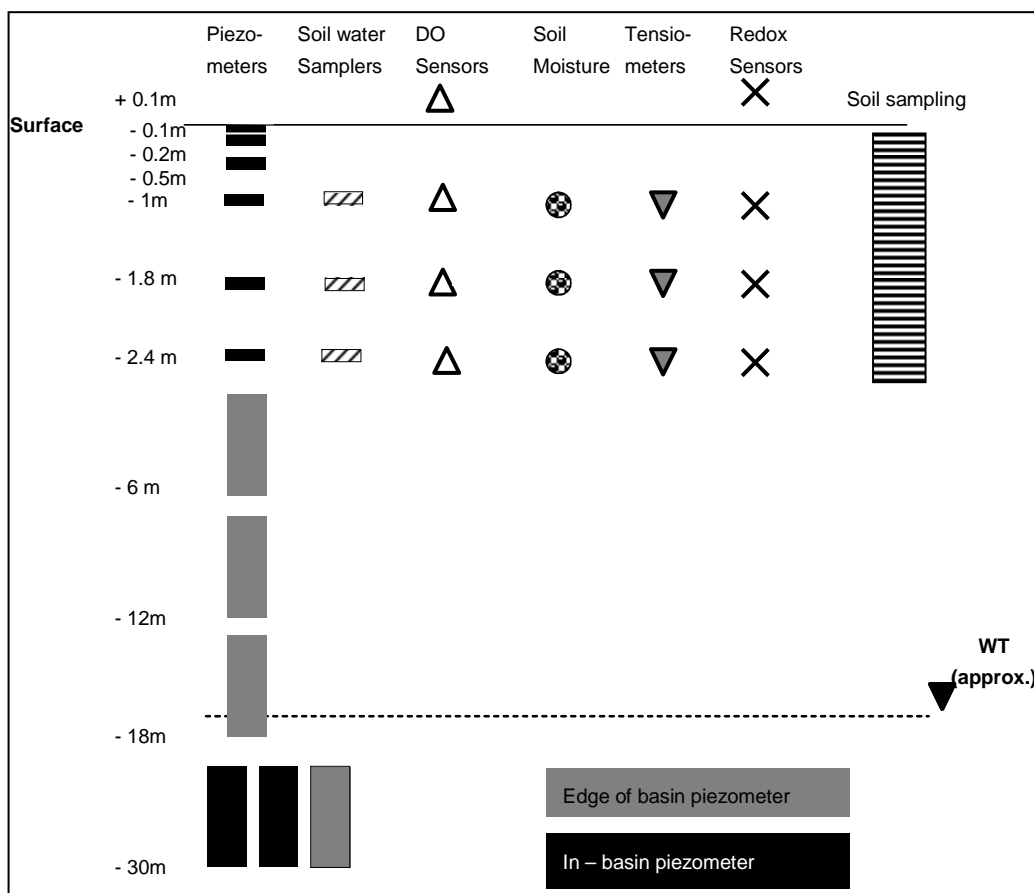 Piezo- Soil water DO Soil Tensio- Redox
meters Samplers Sensors Moisture meters Sensors
+ 0.1m
Soil sampling
Surface
- 0.1m
- 0.2m
- 0.5m
- 1m
- 1.8 m
- 2.4 m
- 6 m
- 12m
WT
(approx.)
- 18m
Edge of basin piezometer
In – basin piezometer
- 30m